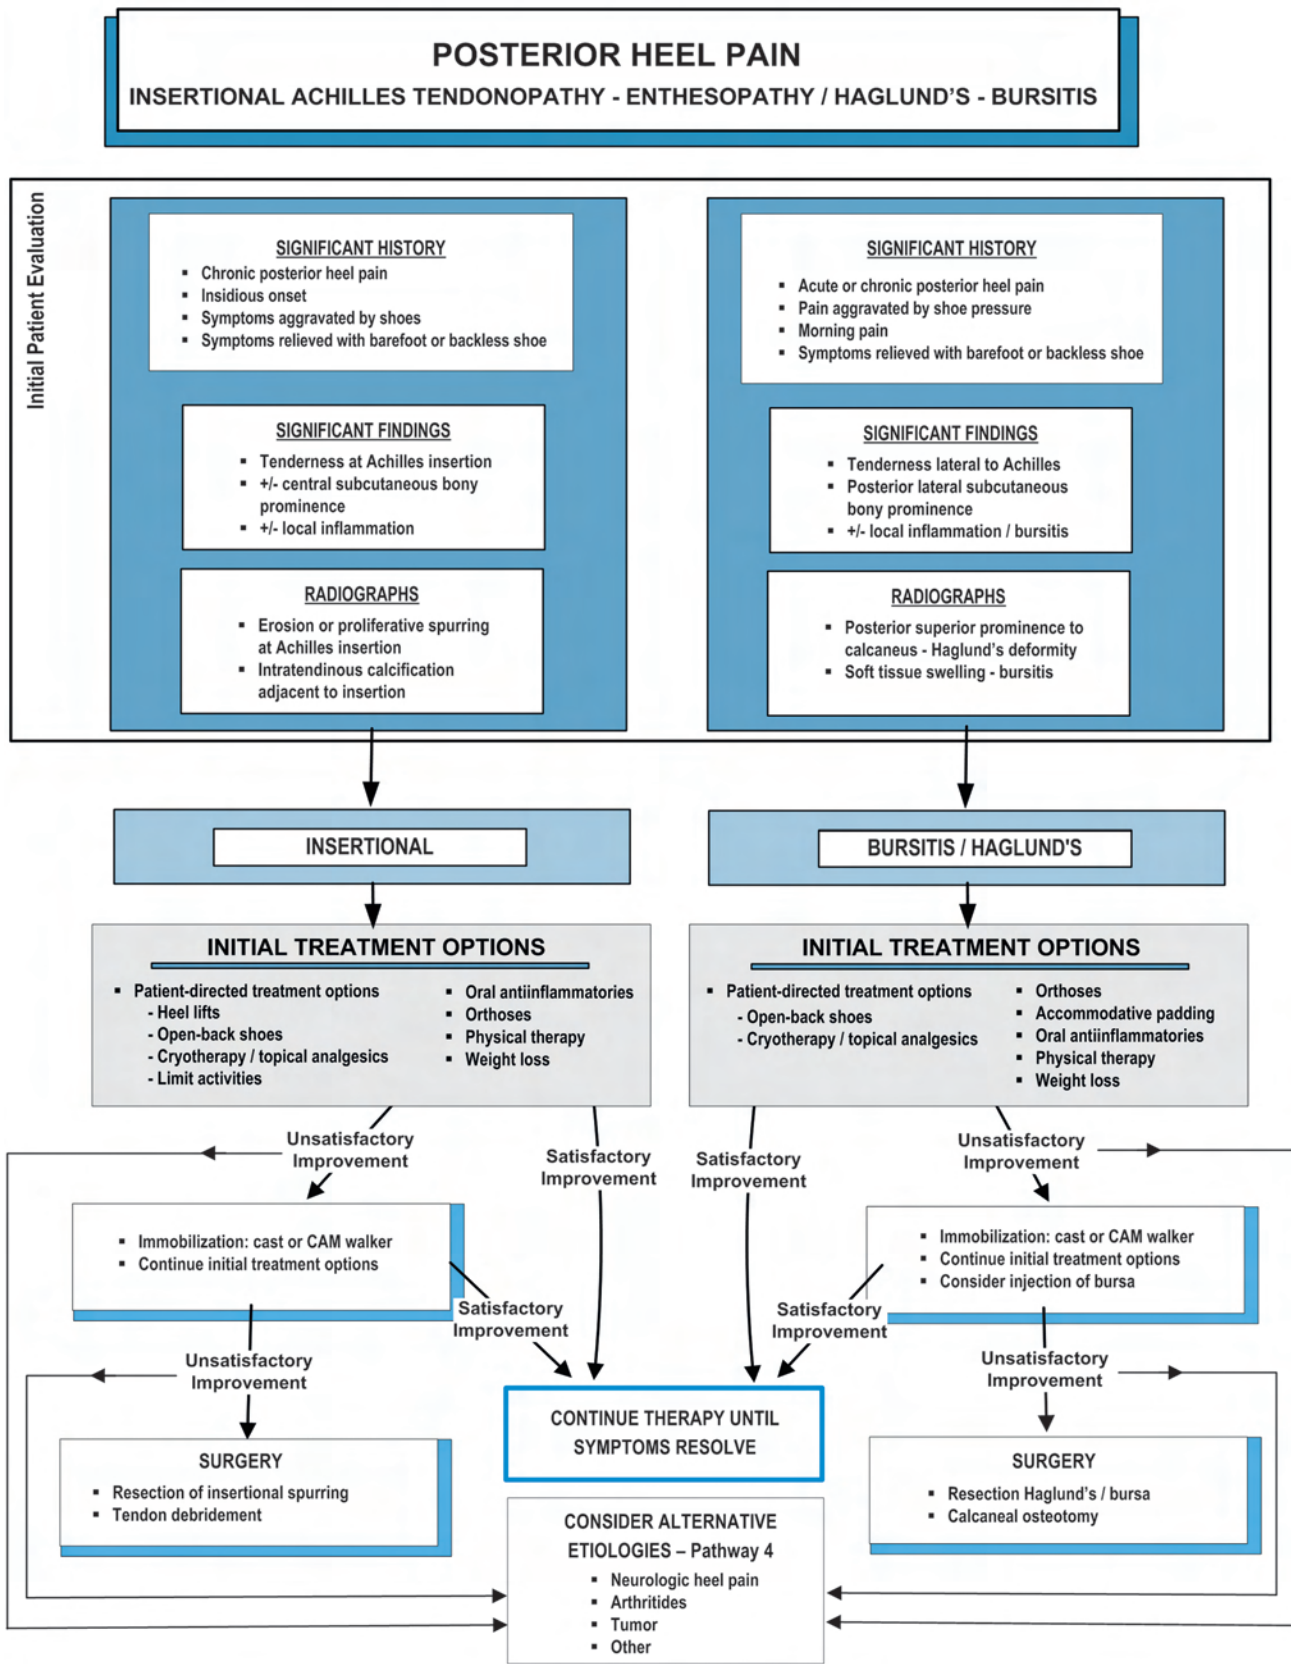 POSTERIOR HEEL PAIN
INSERTIONAL ACHILLES TENDONOPATHY - ENTHESOPATHY / HAGLUND'S - BURSITIS
Initial Patient Evaluation
SIGNIFICANT HISTORY
▪ Chronic posterior heel pain
▪ Insidious onset
▪ Symptoms aggravated by shoes
▪ Symptoms relieved with barefoot or backless shoe
SIGNIFICANT FINDINGS
▪ Tenderness at Achilles insertion
▪ +/- central subcutaneous bony
prominence
▪ +/- local inflammation
RADIOGRAPHS
▪ Erosion or proliferative spurring
at Achilles insertion
▪ Intratendinous calcification
adjacent to insertion
SIGNIFICANT HISTORY
▪ Acute or chronic posterior heel pain
▪ Pain aggravated by shoe pressure
▪ Morning pain
▪ Symptoms relieved with barefoot or backless shoe
SIGNIFICANT FINDINGS
▪ Tenderness lateral to Achilles
▪ Posterior lateral subcutaneous
bony prominence
▪ +/- local inflammation / bursitis
RADIOGRAPHS
▪ Posterior superior prominence to
calcaneus - Haglund's deformity
▪ Soft tissue swelling - bursitis
INSERTIONAL
BURSITIS / HAGLUND'S
INITIAL TREATMENT OPTIONS
▪ Patient-directed treatment options
- Heel lifts
- Open-back shoes
- Cryotherapy / topical analgesics
- Limit activities
▪ Oral antiinflammatories
▪ Orthoses
▪ Physical therapy
▪ Weight loss
INITIAL TREATMENT OPTIONS
▪ Patient-directed treatment options
- Open-back shoes
- Cryotherapy / topical analgesics
▪ Orthoses
▪ Accommodative padding
▪ Oral antiinflammatories
▪ Physical therapy
▪ Weight loss
Unsatisfactory
Improvement
Satisfactory
Improvement
Satisfactory
Improvement
Unsatisfactory
Improvement
▪ Immobilization: cast or CAM walker
▪ Continue initial treatment options
▪ Immobilization: cast or CAM walker
▪ Continue initial treatment options
▪ Consider injection of bursa
Satisfactory
Improvement
Satisfactory
Improvement
Unsatisfactory
Improvement
Unsatisfactory
Improvement
CONTINUE THERAPY UNTIL
SYMPTOMS RESOLVE
SURGERY
▪ Resection of insertional spurring
▪ Tendon debridement
SURGERY
▪ Resection Haglund's / bursa
▪ Calcaneal osteotomy
CONSIDER ALTERNATIVE
ETIOLOGIES – Pathway 4
▪ Neurologic heel pain
▪ Arthritides
▪ Tumor
▪ Other